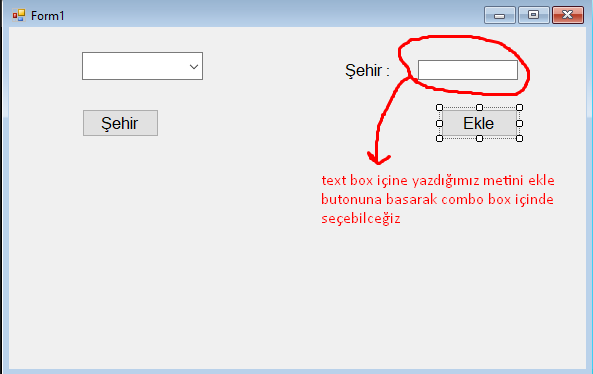 Form1
Şehir :
Şehir
Ekle
text box içine yazdığımız metini ekle
butonuna basarak combo box içinde
seçebilceğiz